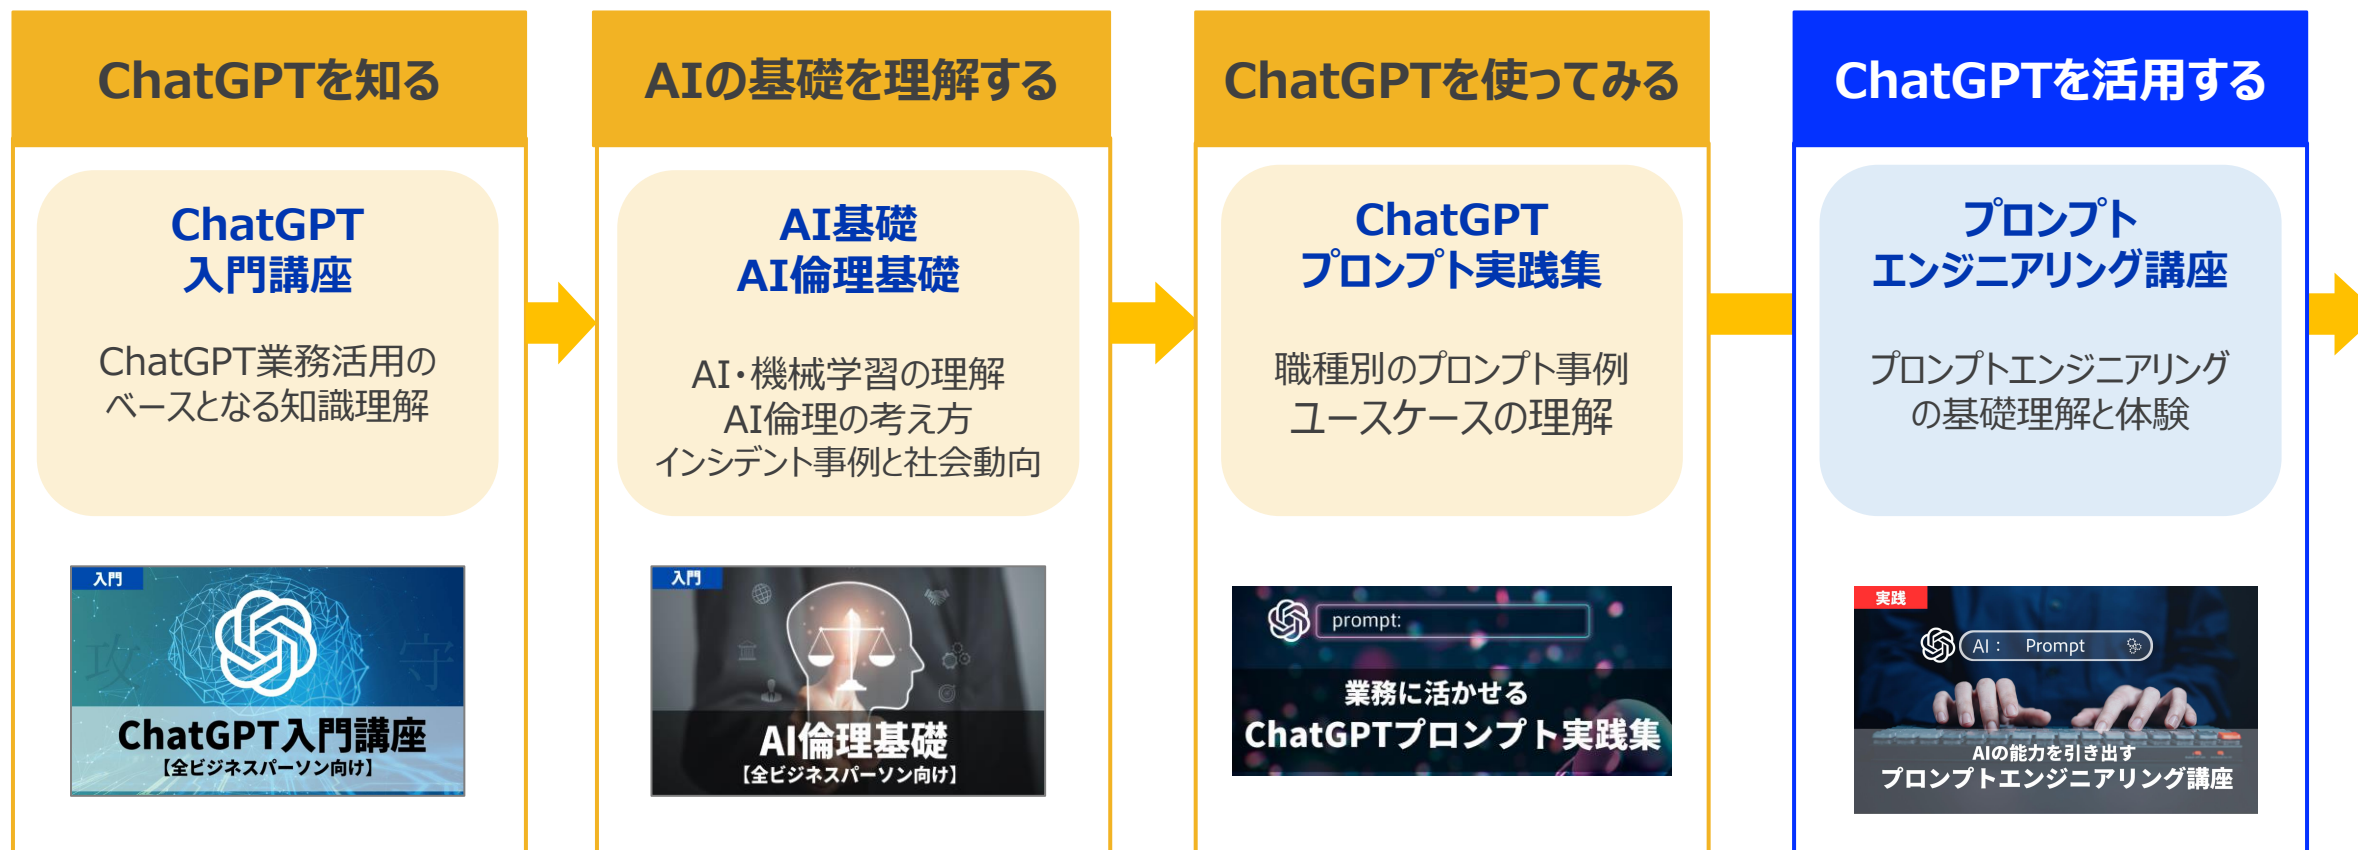 ChatGPTを知る
ChatGPT
入門講座
ChatGPT業務活用の
ベースとなる知識理解
入門
攻
守
ChatGPT入門講座
【全ビジネスパーソン向け】
AIの基礎を理解する
AI基礎
AI倫理基礎
AI・機械学習の理解
AI倫理の考え方
インシデント事例と社会動向
入門
AI倫理基礎
【全ビジネスパーソン向け】
ChatGPTを使ってみる
ChatGPT
プロンプト実践集
職種別のプロンプト事例
ユースケースの理解
prompt:
業務に活かせる
ChatGPTプロンプト実践集
ChatGPTを活用する
プロンプト
エンジニアリング講座
プロンプトエンジニアリング
の基礎理解と体験
実践
AI : Prompt
AIの能力を引き出す
プロンプトエンジニアリング講座